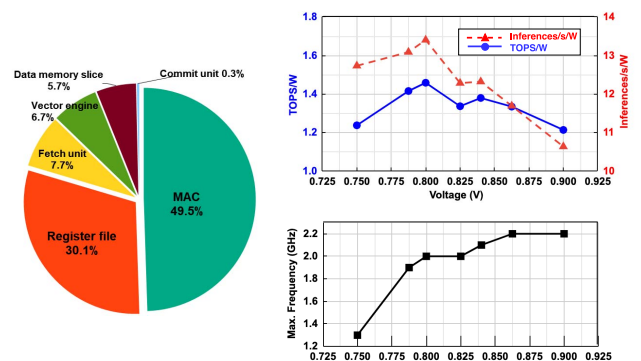 Data memory slice
5.7%
Commit unit 0.3%
Vector engine
6.7%
Fetch unit
7.7%
MAC
49.5%
Register file
30.1%
1.8
1.6
1.4
1.2
1.0
TOPS/W
Inferences/s/W
TOPS/W
14
13
12
11
10
Inferences/s/W
0.725 0.750 0.775 0.800 0.825 0.850 0.875 0.900 0.925
Voltage (V)
2.2
2.0
1.8
1.6
1.4
1.2
Max. Frequency (GHz)
0.725 0.750 0.775 0.800 0.825 0.850 0.875 0.900 0.925